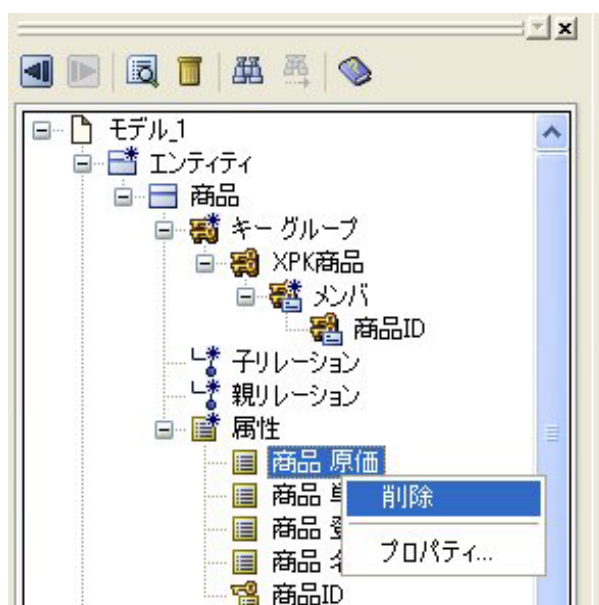 モデル_1
エンティティ
商品
キー グループ
XPK商品
メンバ
商品ID
子リレーション
親リレーション
属性
商品 原価
商品
削除
商品
商品
プロパティ...
商品ID